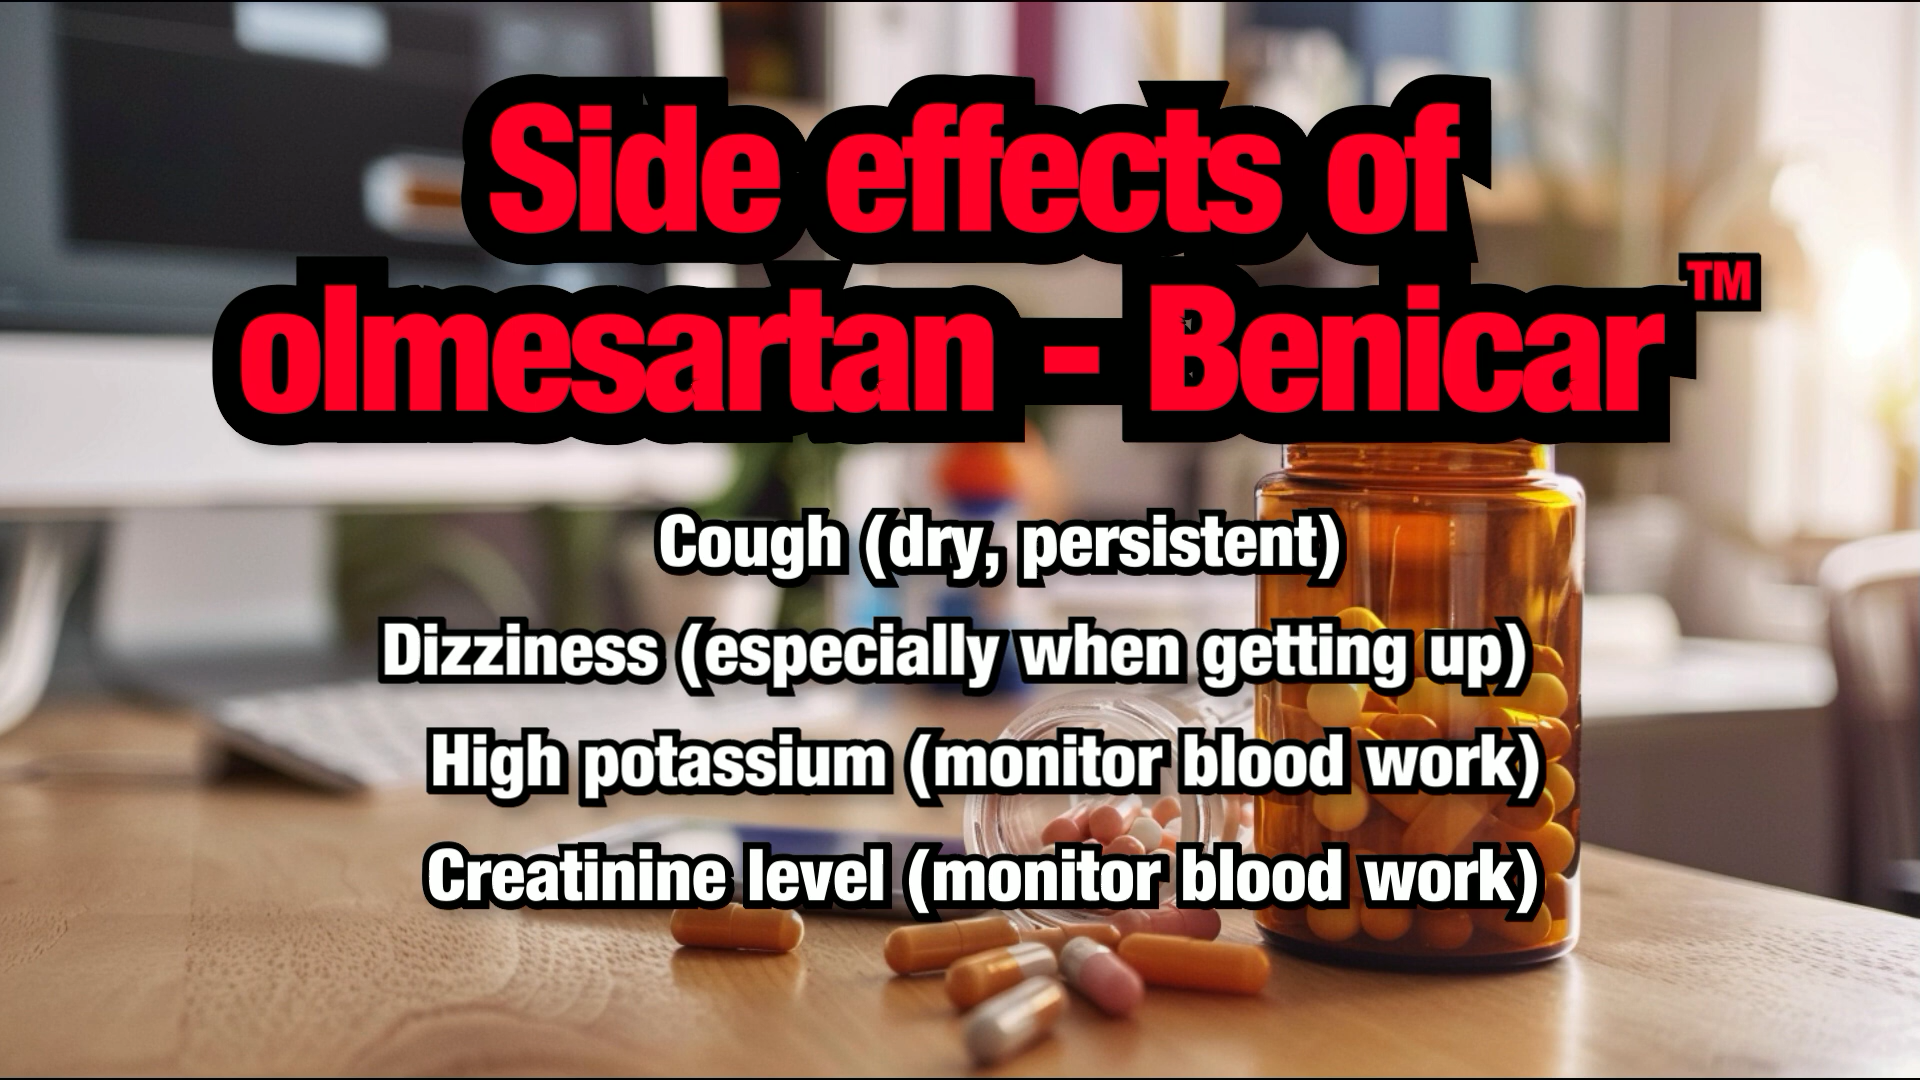 Side effects of
olmesartan - Benicar™
Cough (dry, persistent)
Dizziness (especially when getting up)
High potassium (monitor blood work)
Creatinine level (monitor blood work)